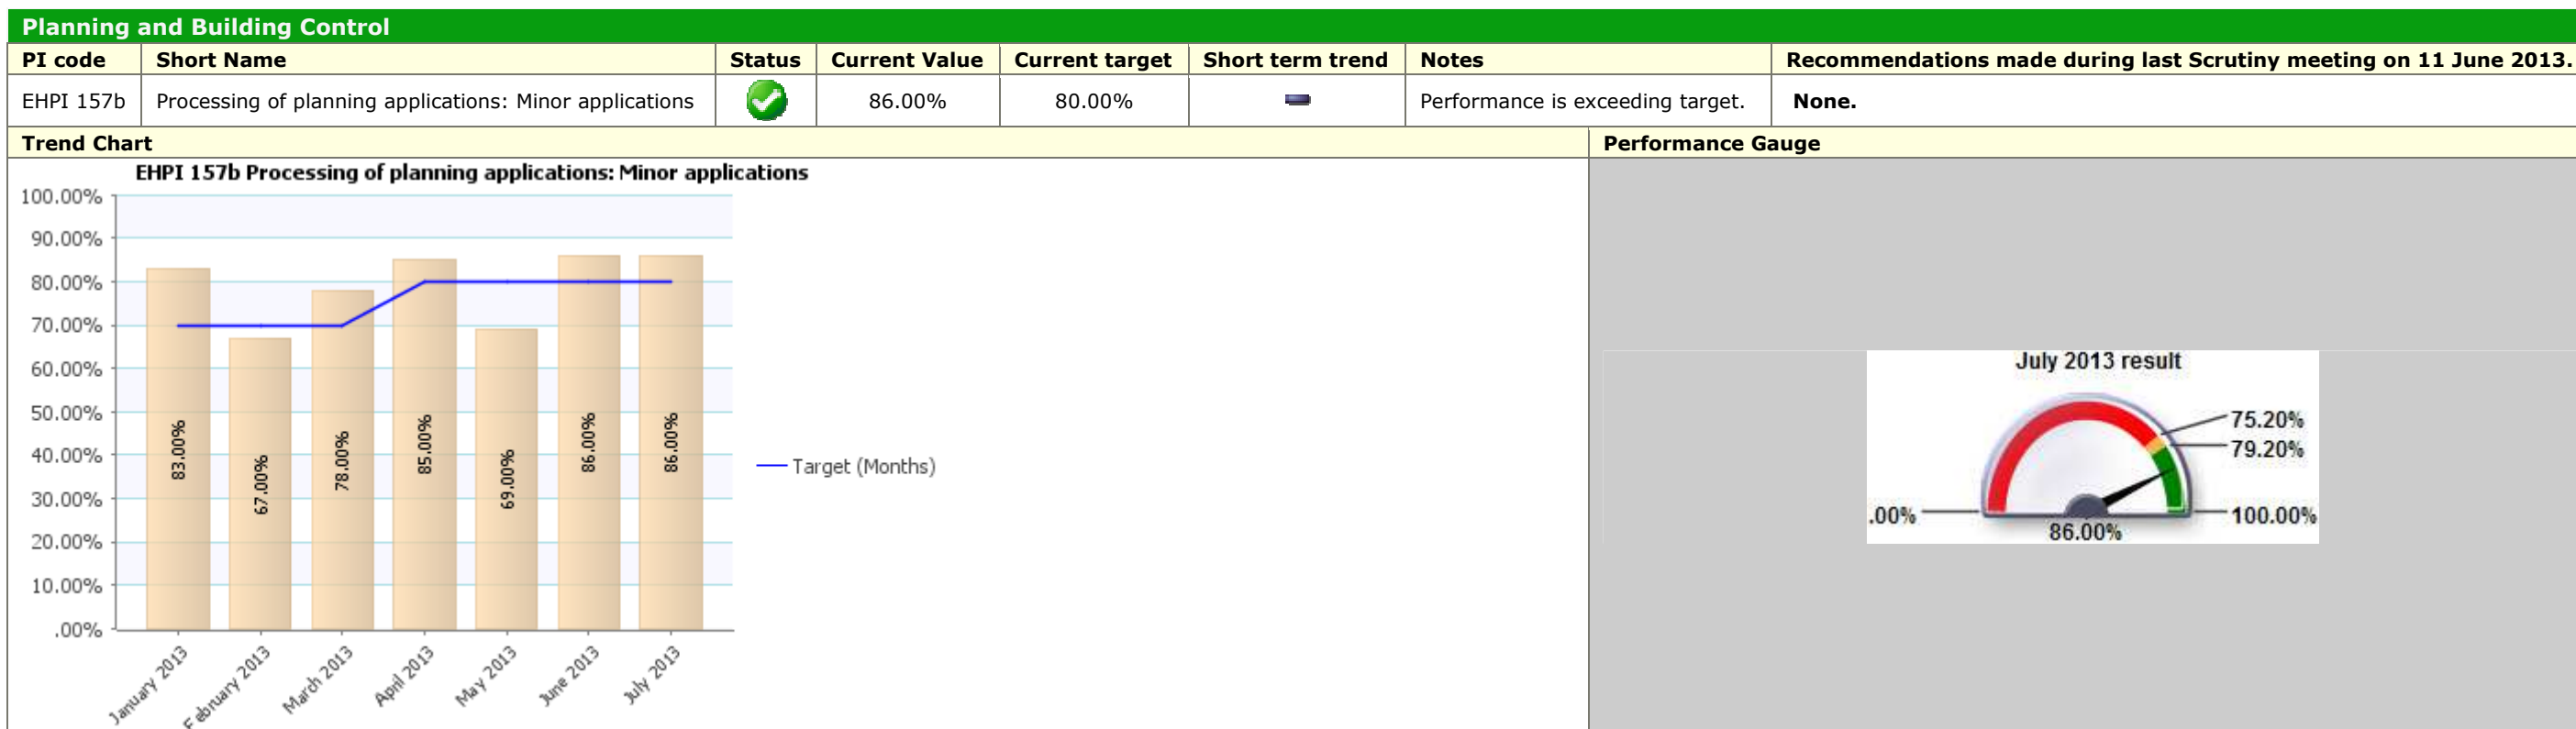 Planning and Building Control
PI code Short Name Status Current Value Current target Short term trend Notes Recommendations made during last Scrutiny meeting on 11 June 2013.
EHPI 157b Processing of planning applications: Minor applications 86.00% 80.00% Performance is exceeding target. None.
Trend Chart Performance Gauge
EHPI 157b Processing of planning applications: Minor applications
100.00%
90.00%
80.00%
70.00%
60.00%
50.00%
40.00%
30.00%
20.00%
10.00%
.00%
83.00%
67.00%
78.00%
85.00%
69.00%
86.00%
86.00%
January 2013
February 2013
March 2013
April 2013
May 2013
June 2013
July 2013
Target (Months)
July 2013 result
75.20%
79.20%
.00%
100.00%
86.00%